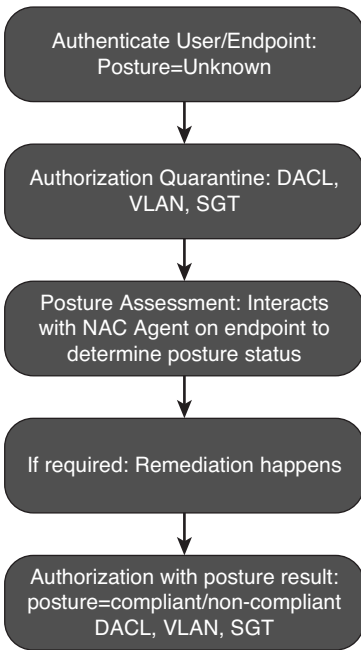 Authenticate User/Endpoint:
Posture=Unknown
Authorization Quarantine: DACL,
VLAN, SGT
Posture Assessment: Interacts
with NAC Agent on endpoint to
determine posture status
If required: Remediation happens
Authorization with posture result:
posture=compliant/non-compliant
DACL, VLAN, SGT